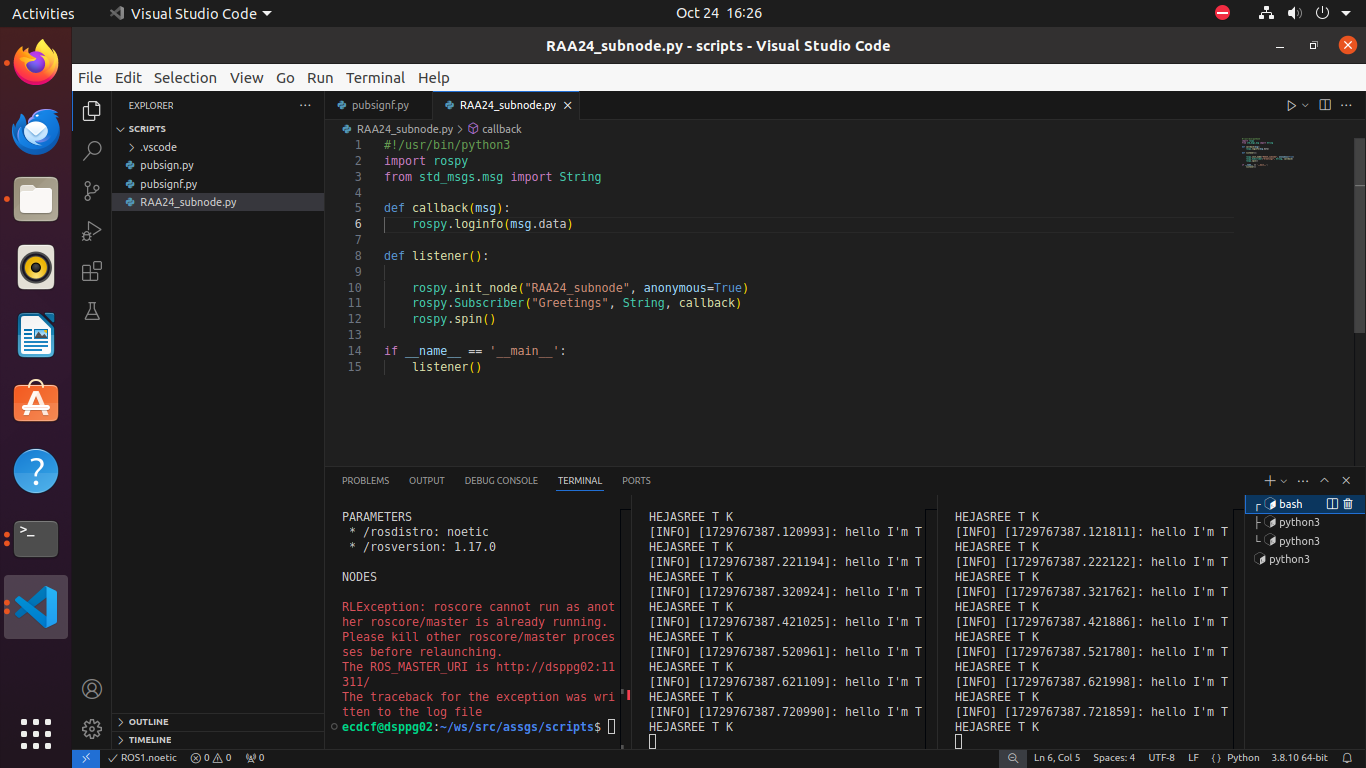 Activities
Visual Studio Code
Oct 24 16:26
RAA24_subnode.py - scripts - Visual Studio Code
File Edit Selection View Go Run Terminal Help
EXPLORER
SCRIPTS
.vscode
pubsign.py
pubsignf.py
RAA24_subnode.py
OUTLINE
TIMELINE
pubsignf.py
RAA24_subnode.py
RAA24_subnode.py > callback
1 #!/usr/bin/python3
2 import rospy
3 from std_msgs.msg import String
4
5 def callback(msg):
6 rospy.loginfo(msg.data)
7
8 def listener():
9
10 rospy.init_node("RAA24_subnode", anonymous=True)
11 rospy.Subscriber("Greetings", String, callback)
12 rospy.spin()
13
14 if __name__ == '__main__':
15 listener()
PROBLEMS OUTPUT DEBUG CONSOLE TERMINAL PORTS
PARAMETERS
* /rosdistro: noetic
* /rosversion: 1.17.0
NODES
RLException: roscore cannot run as anot
her roscore/master is already running.
Please kill other roscore/master proces
ses before relaunching.
The ROS_MASTER_URI is http://dsppg02:11
311/
The traceback for the exception was wri
tten to the log file
ecdcf@dsppg02:~/ws/src/assgs/scripts$
HEJASREE T K
[INFO] [1729767387.120993]: hello I'm T
HEJASREE T K
[INFO] [1729767387.221194]: hello I'm T
HEJASREE T K
[INFO] [1729767387.320924]: hello I'm T
HEJASREE T K
[INFO] [1729767387.421025]: hello I'm T
HEJASREE T K
[INFO] [1729767387.520961]: hello I'm T
HEJASREE T K
[INFO] [1729767387.621109]: hello I'm T
HEJASREE T K
[INFO] [1729767387.720990]: hello I'm T
HEJASREE T K
HEJASREE T K
[INFO] [1729767387.121811]: hello I'm T
HEJASREE T K
[INFO] [1729767387.222122]: hello I'm T
HEJASREE T K
[INFO] [1729767387.321762]: hello I'm T
HEJASREE T K
[INFO] [1729767387.421886]: hello I'm T
HEJASREE T K
[INFO] [1729767387.521780]: hello I'm T
HEJASREE T K
[INFO] [1729767387.621998]: hello I'm T
HEJASREE T K
[INFO] [1729767387.721859]: hello I'm T
HEJASREE T K
bash
python3
python3
python3
ROS1.noetic 0 0 0
Ln 6, Col 5 Spaces: 4 UTF-8 LF Python 3.8.10 64-bit